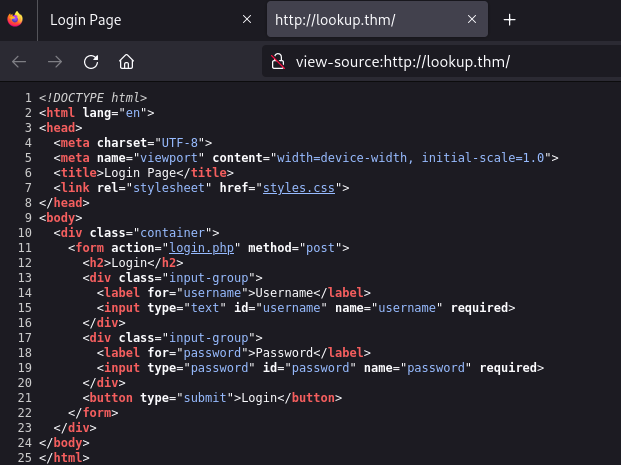 Login Page
http://lookup.thm/
view-source:http://lookup.thm/
1 <!DOCTYPE html>
2 <html lang="en">
3 <head>
4   <meta charset="UTF-8">
5   <meta name="viewport" content="width=device-width, initial-scale=1.0">
6   <title>Login Page</title>
7   <link rel="stylesheet" href="styles.css">
8 </head>
9 <body>
10   <div class="container">
11     <form action="login.php" method="post">
12       <h2>Login</h2>
13       <div class="input-group">
14         <label for="username">Username</label>
15         <input type="text" id="username" name="username" required>
16       </div>
17       <div class="input-group">
18         <label for="password">Password</label>
19         <input type="password" id="password" name="password" required>
20       </div>
21       <button type="submit">Login</button>
22     </form>
23   </div>
24 </body>
25 </html>